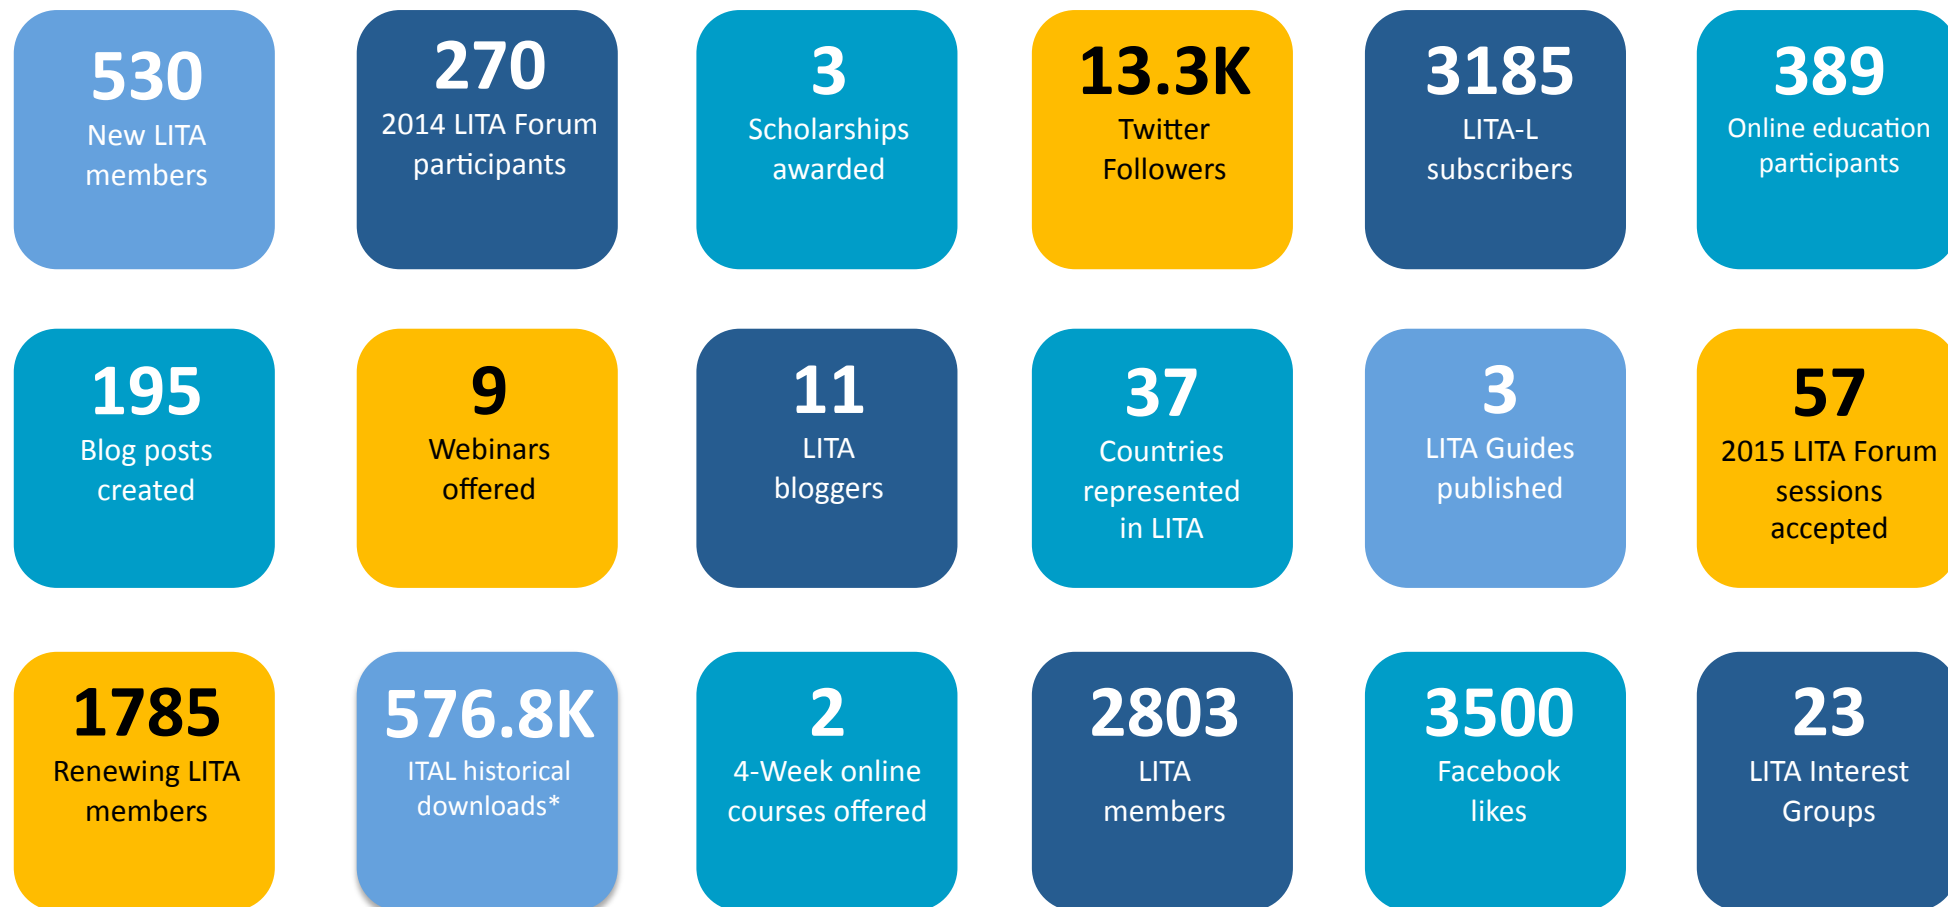 530
New LITA
members
270
2014 LITA Forum
participants
3
Scholarships
awarded
13.3K
Twitter
Followers
3185
LITA-L
subscribers
389
Online education
participants
195
Blog posts
created
9
Webinars
offered
11
LITA
bloggers
37
Countries
represented
in LITA
3
LITA Guides
published
57
2015 LITA Forum
sessions
accepted
1785
Renewing LITA
members
576.8K
ITAL historical
downloads*
2
4-Week online
courses offered
2803
LITA
members
3500
Facebook
likes
23
LITA Interest
Groups